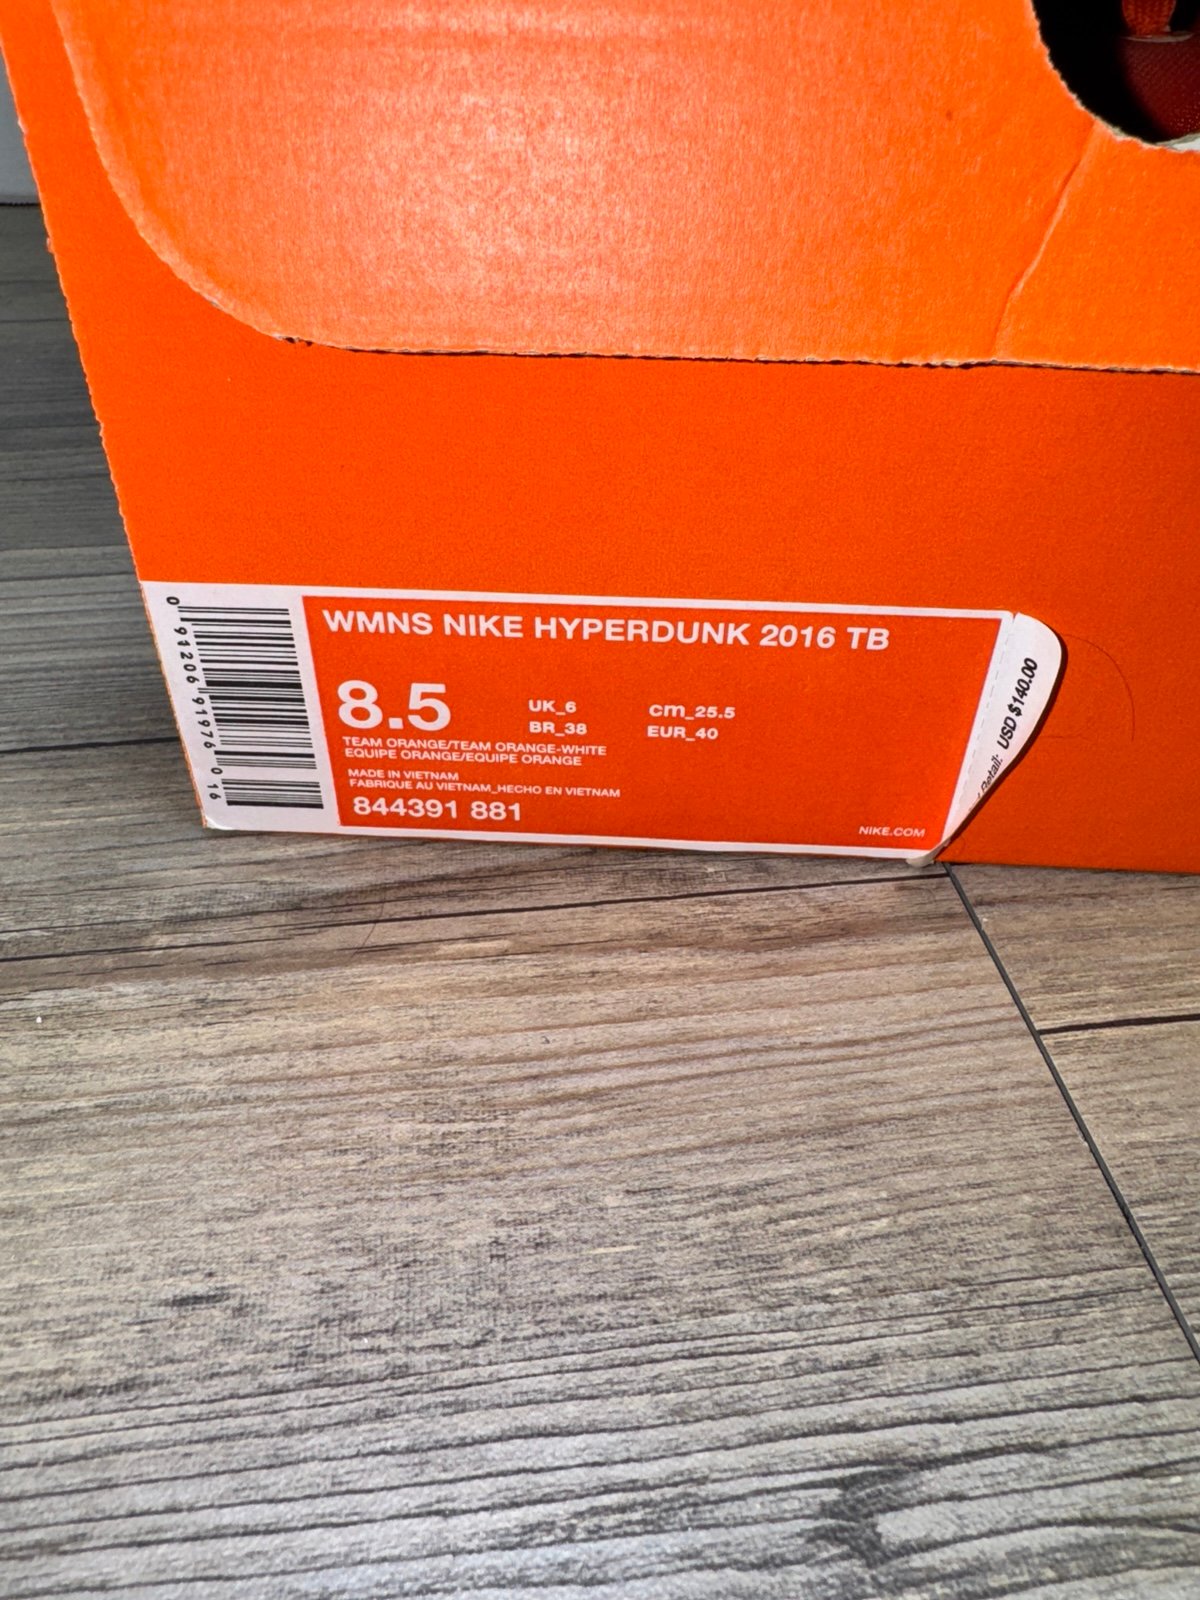 WMNS NIKE HYPERDUNK 2016 TB
8.5
UK_6
cm_25.5
BR_38
EUR_40
TEAM ORANGE/TEAM ORANGE-WHITE
EQUIPE ORANGE/EQUIPE ORANGE
MADE IN VIETNAM
FABRIQUE AU VIETNAM_HECHO EN VIETNAM
844391 881
NIKE.COM
0 91206 91976 0 16
Retail: USD $140.00